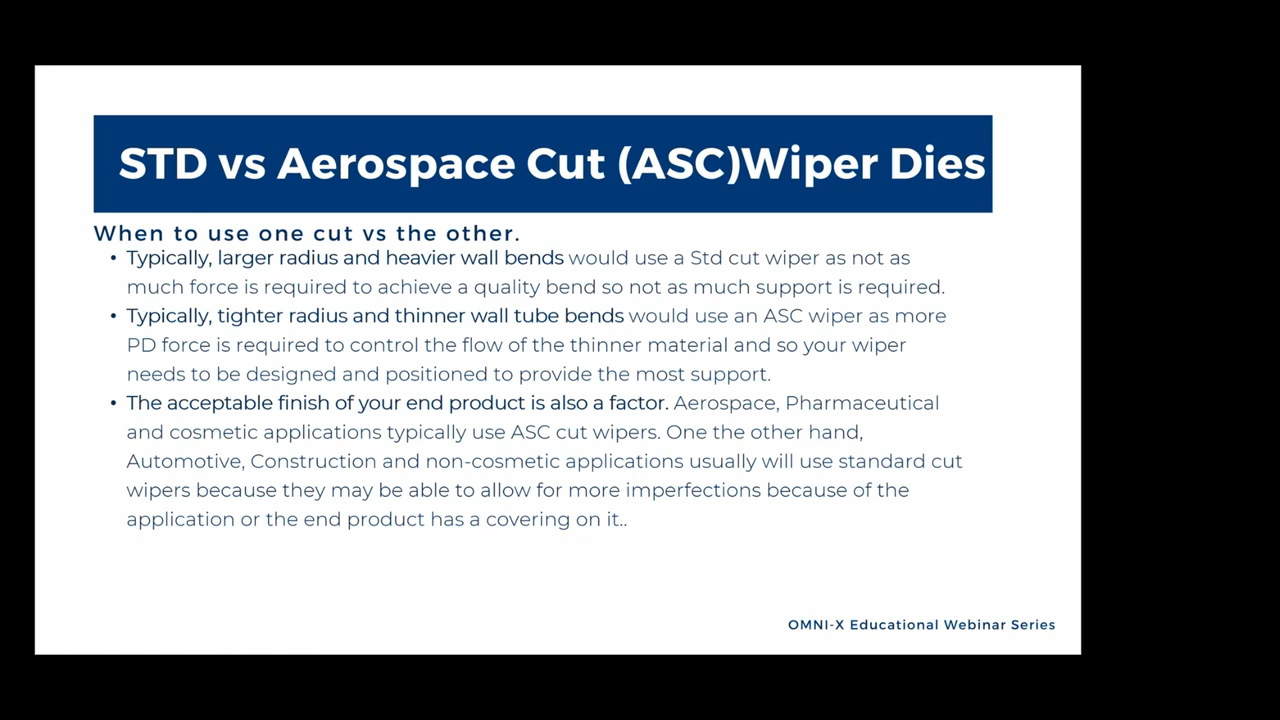 STD vs Aerospace Cut (ASC)Wiper Dies
When to use one cut vs the other.
• Typically, larger radius and heavier wall bends would use a Std cut wiper as not as
much force is required to achieve a quality bend so not as much support is required.
• Typically, tighter radius and thinner wall tube bends would use an ASC wiper as more
PD force is required to control the flow of the thinner material and so your wiper
needs to be designed and positioned to provide the most support.
• The acceptable finish of your end product is also a factor. Aerospace, Pharmaceutical
and cosmetic applications typically use ASC cut wipers. One the other hand,
Automotive, Construction and non-cosmetic applications usually will use standard cut
wipers because they may be able to allow for more imperfections because of the
application or the end product has a covering on it..
OMNI-X Educational Webinar Series